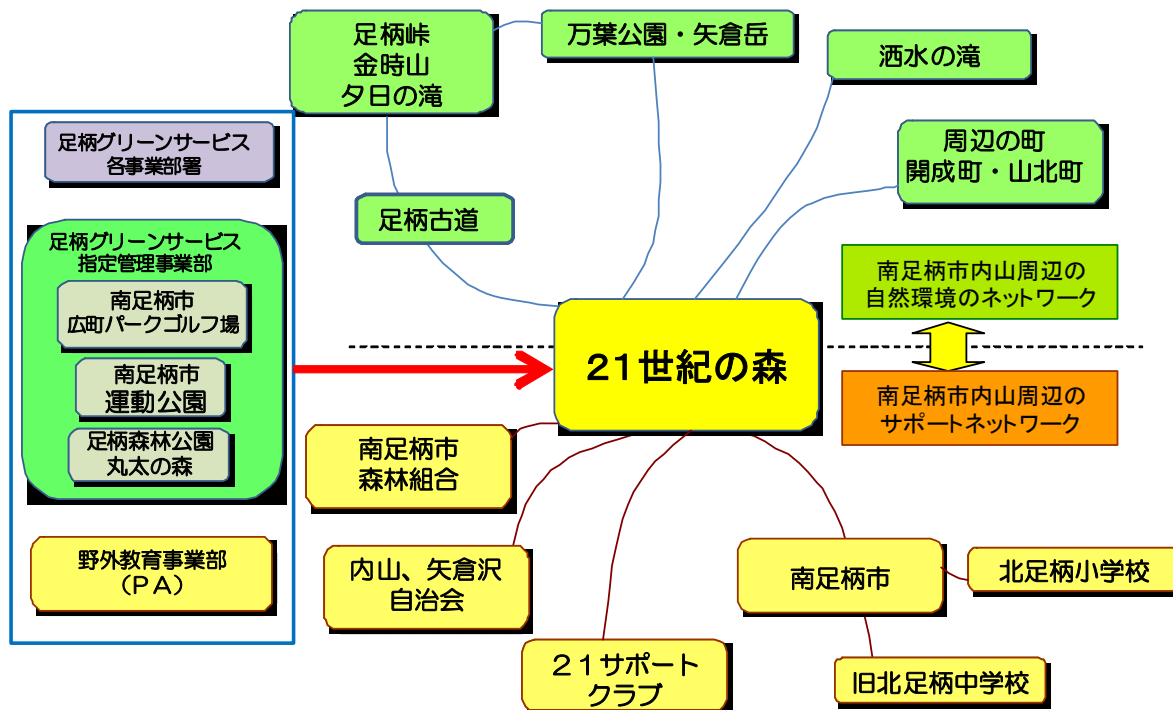 足柄峠
金時山
夕日の滝
万葉公園・矢倉岳
洒水の滝
周辺の町
開成町・山北町
足柄古道
足柄グリーンサービス
各事業部署
足柄グリーンサービス
指定管理事業部
南足柄市
広町パークゴルフ場
南足柄市
運動公園
足柄森林公園
丸太の森
野外教育事業部
（ＰＡ）
２１世紀の森
南足柄市内山周辺の
自然環境のネットワーク
南足柄市内山周辺の
サポートネットワーク
南足柄市
森林組合
内山、矢倉沢
自治会
２１サポート
クラブ
南足柄市
北足柄小学校
旧北足柄中学校